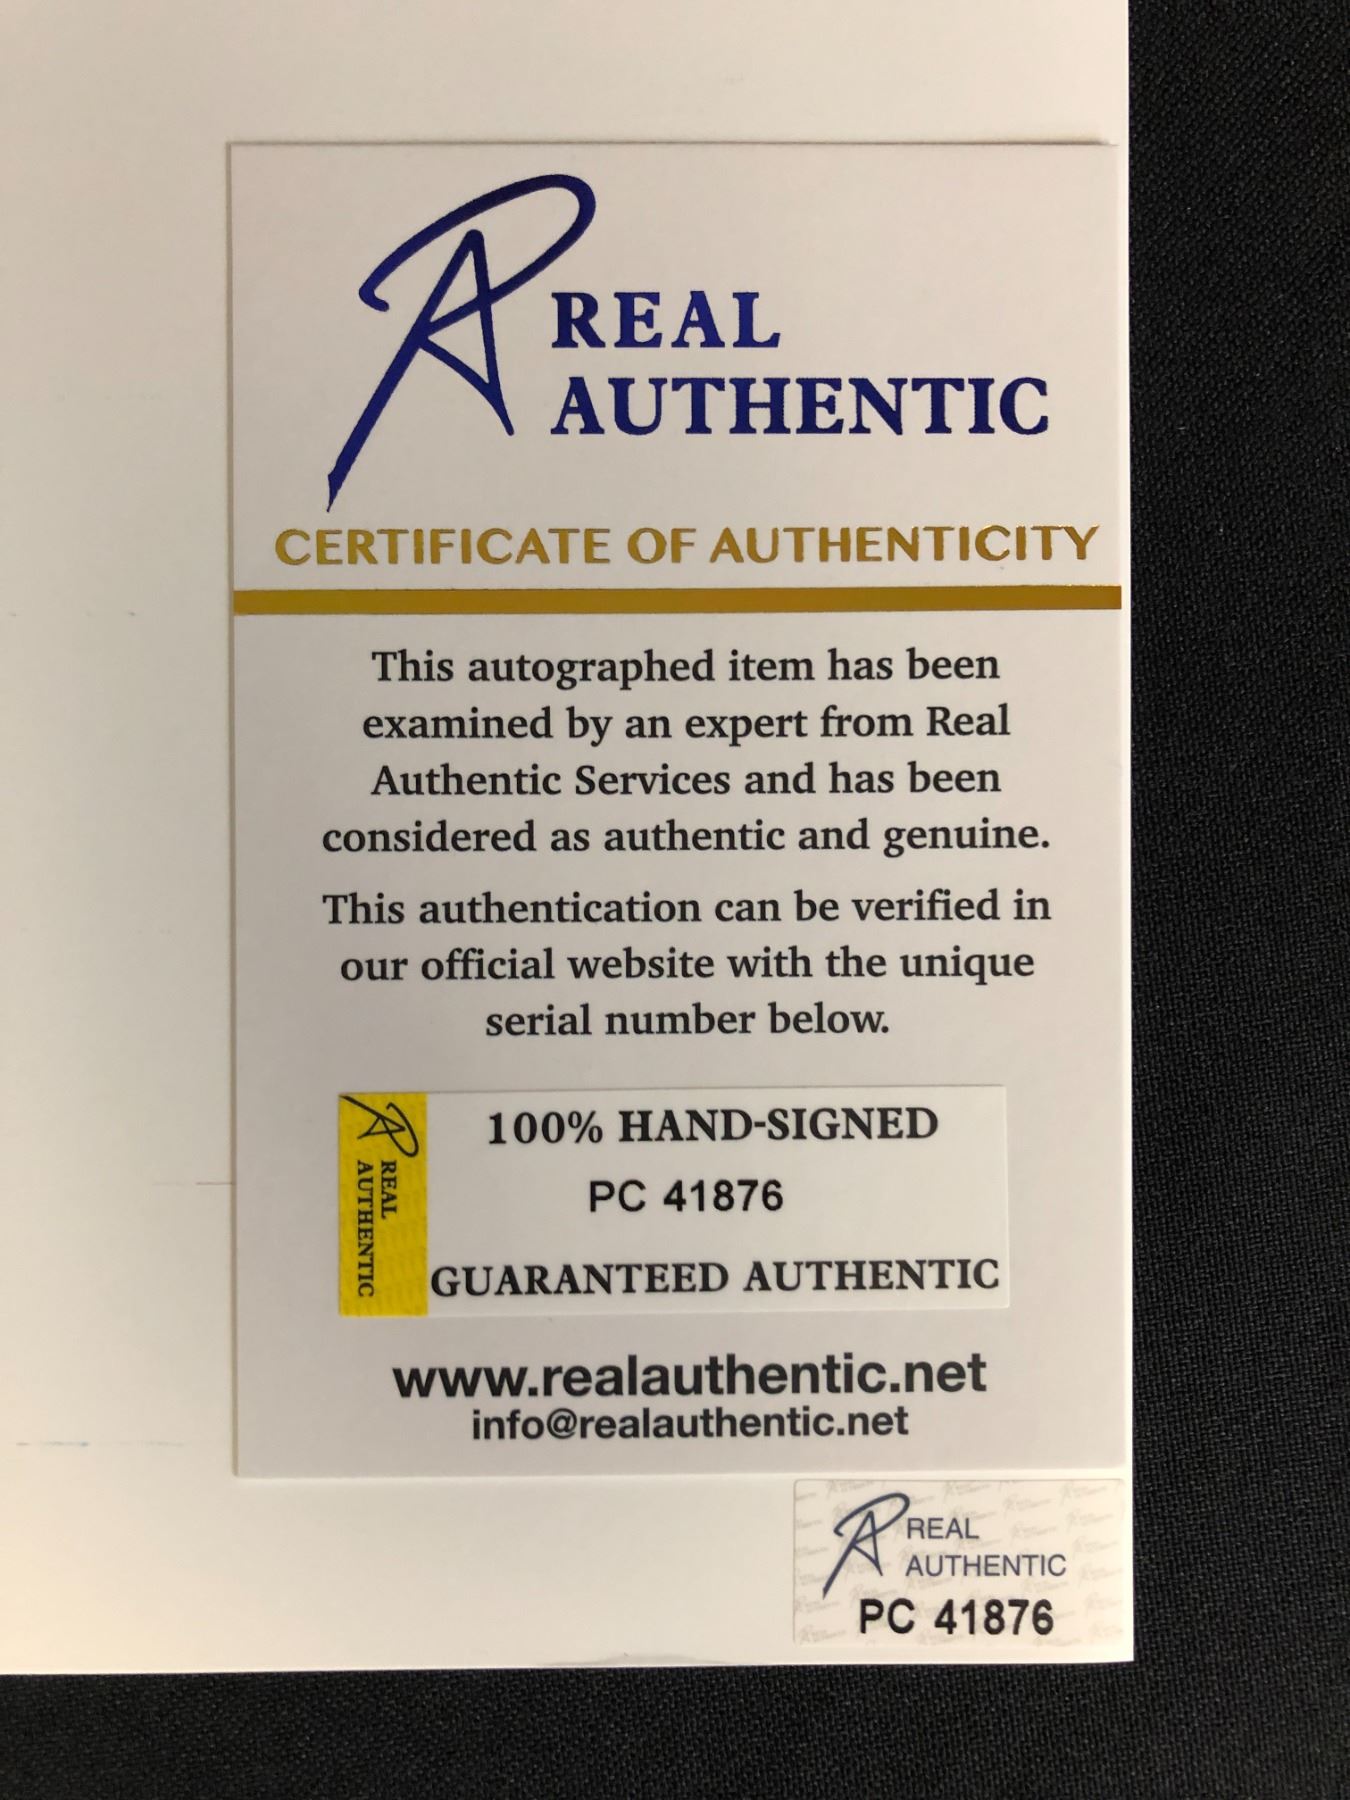 REAL
AUTHENTIC
CERTIFICATE OF AUTHENTICITY
This autographed item has been
examined by an expert from Real
Authentic Services and has been
considered as authentic and genuine.
This authentication can be verified in
our official website with the unique
serial number below.
REAL
AUTHENTIC
100% HAND-SIGNED
PC 41876
GUARANTEED AUTHENTIC
www.realauthentic.net
info@realauthentic.net
REAL
AUTHENTIC
PC 41876